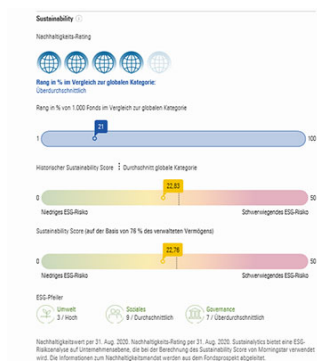 Sustainability
Nachhaltigkeits-Rating
Rang in % im Vergleich zur globalen Kategorie:
Überdurchschnittlich
Rang in % von 1.000 Fonds im Vergleich zur globalen Kategorie
21
1 100
Historischer Sustainability Score Durchschnitt globale Kategorie
22,83
0 50
Niedriges ESG-Risiko Schwerwiegendes ESG-Risiko
Sustainability Score (auf der Basis von 76 % des verwalteten Vermögens)
22,76
0 50
Niedriges ESG-Risiko Schwerwiegendes ESG-Risiko
ESG-Pfeiler
Umwelt Soziales Governance
3 / Hoch 9 / Durchschnittlich 7 / Überdurchschnittlich
Nachhaltigkeitswert per 31. Aug. 2020. Nachhaltigkeits-Rating per 31. Aug. 2020. Sustainalytics bietet eine ESG-
Risikoanalyse auf Unternehmensebene, die bei der Berechnung des Sustainability Score von Morningstar verwendet
wird. Die Informationen zum Nachhaltigkeitsmandat werden aus dem Fondsprospekt abgeleitet.